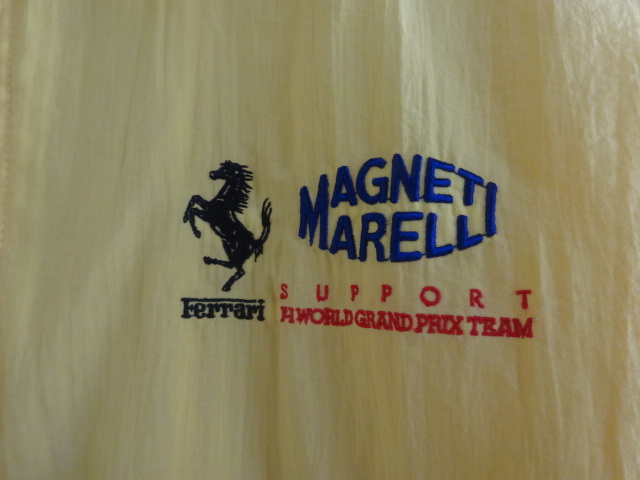 MAGNETI
MARELLI
SUPPORT
Ferrari
F1 WORLD GRAND PRIX TEAM